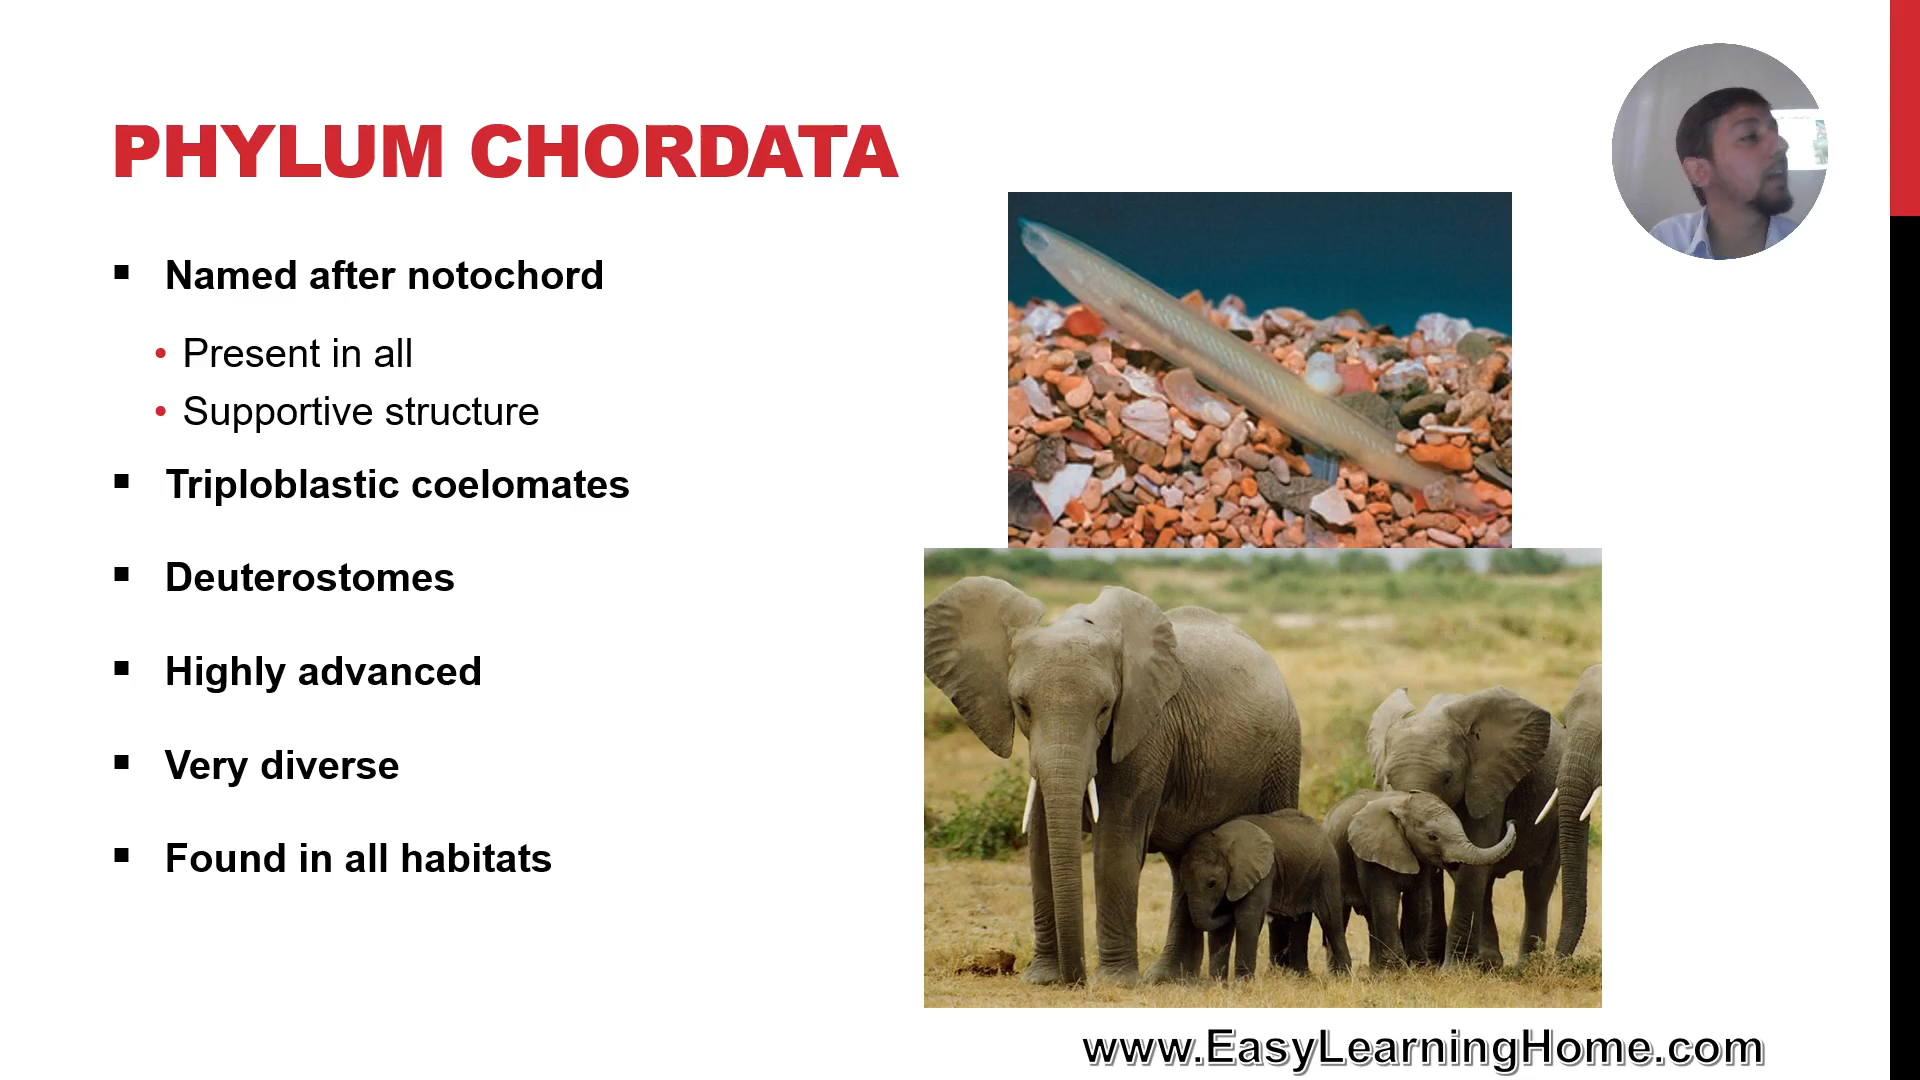 PHYLUM CHORDATA
Named after notochord
Present in all
Supportive structure
Triploblastic coelomates
Deuterostomes
Highly advanced
Very diverse
Found in all habitats
www.EasyLearningHome.com